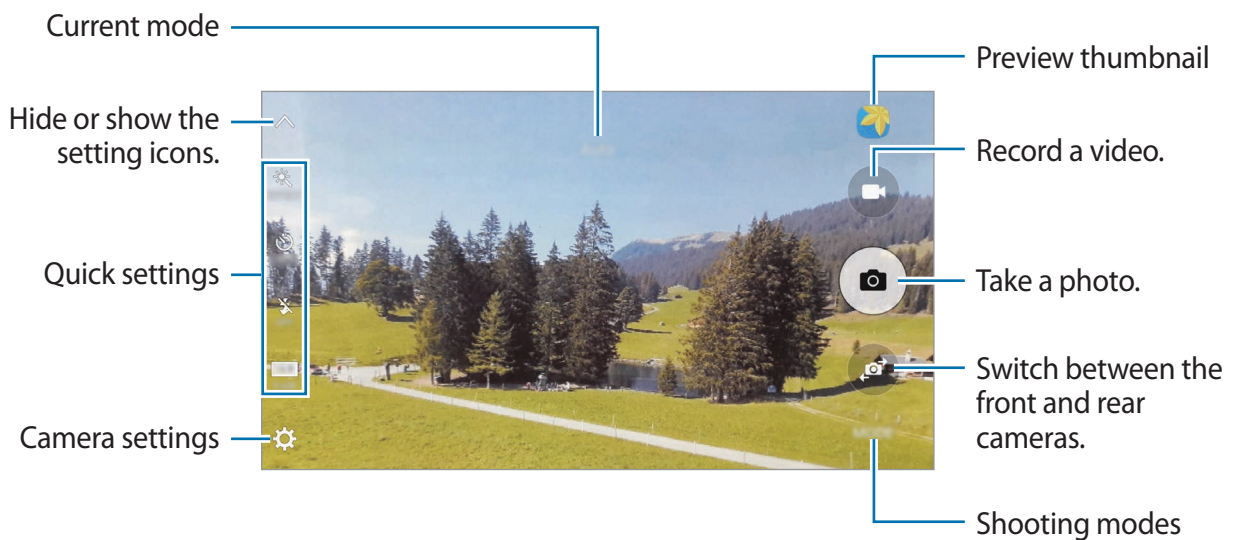 Current mode
Hide or show the
setting icons.
Quick settings
Camera settings
Preview thumbnail
Record a video.
Take a photo.
Switch between the
front and rear
cameras.
Shooting modes